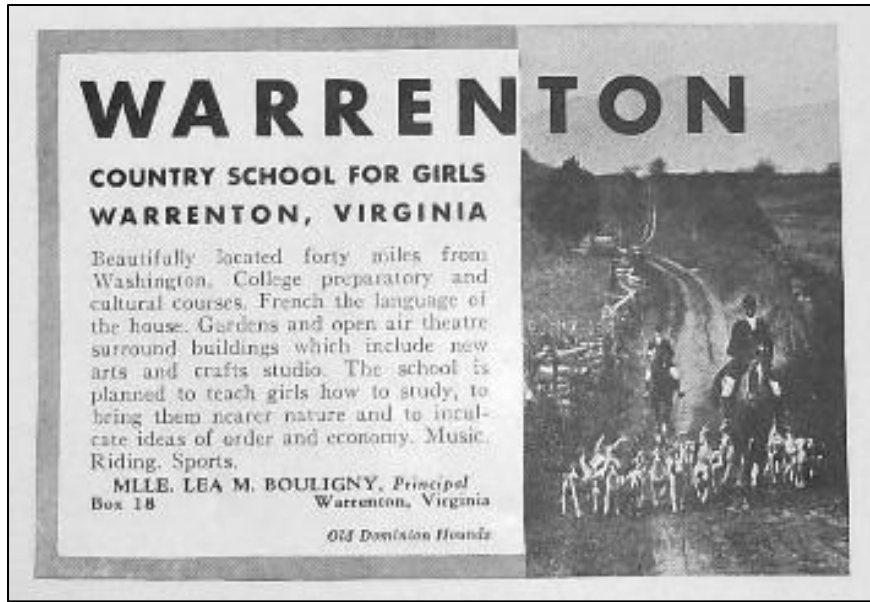 WARRENTON
COUNTRY SCHOOL FOR GIRLS
WARRENTON, VIRGINIA
Beautifully located forty miles from
Washington. College preparatory and
cultural courses. French the language of
the house. Gardens and open air theatre
surround buildings which include new
arts and crafts studio. The school is
planned to teach girls how to study, to
bring them nearer nature and to incul-
cate ideas of order and economy. Music.
Riding. Sports.
MLLE. LEA M. BOULIGNY, Principal
Box 18 Warrenton, Virginia
Old Dominion Hounds